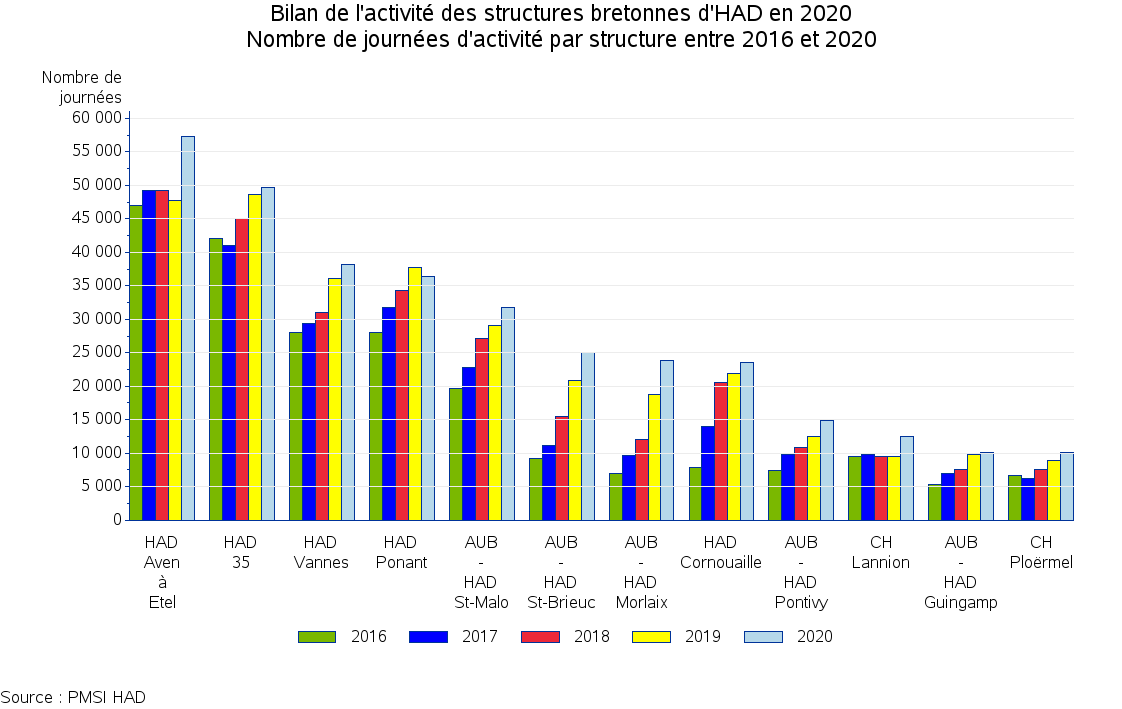 Bilan de l'activité des structures bretonnes d'HAD en 2020
Nombre de journées d'activité par structure entre 2016 et 2020
Nombre de
journées
60 000
55 000
50 000
45 000
40 000
35 000
30 000
25 000
20 000
15 000
10 000
5 000
0
HAD
Aven
à
Etel
HAD
35
HAD
Vannes
HAD
Ponant
AUB
-
HAD
St-Malo
AUB
-
HAD
St-Brieuc
AUB
-
HAD
Morlaix
HAD
Cornouaille
AUB
-
HAD
Pontivy
CH
Lannion
AUB
-
HAD
Guingamp
CH
Ploërmel
2016 2017 2018 2019 2020
Source : PMSI HAD